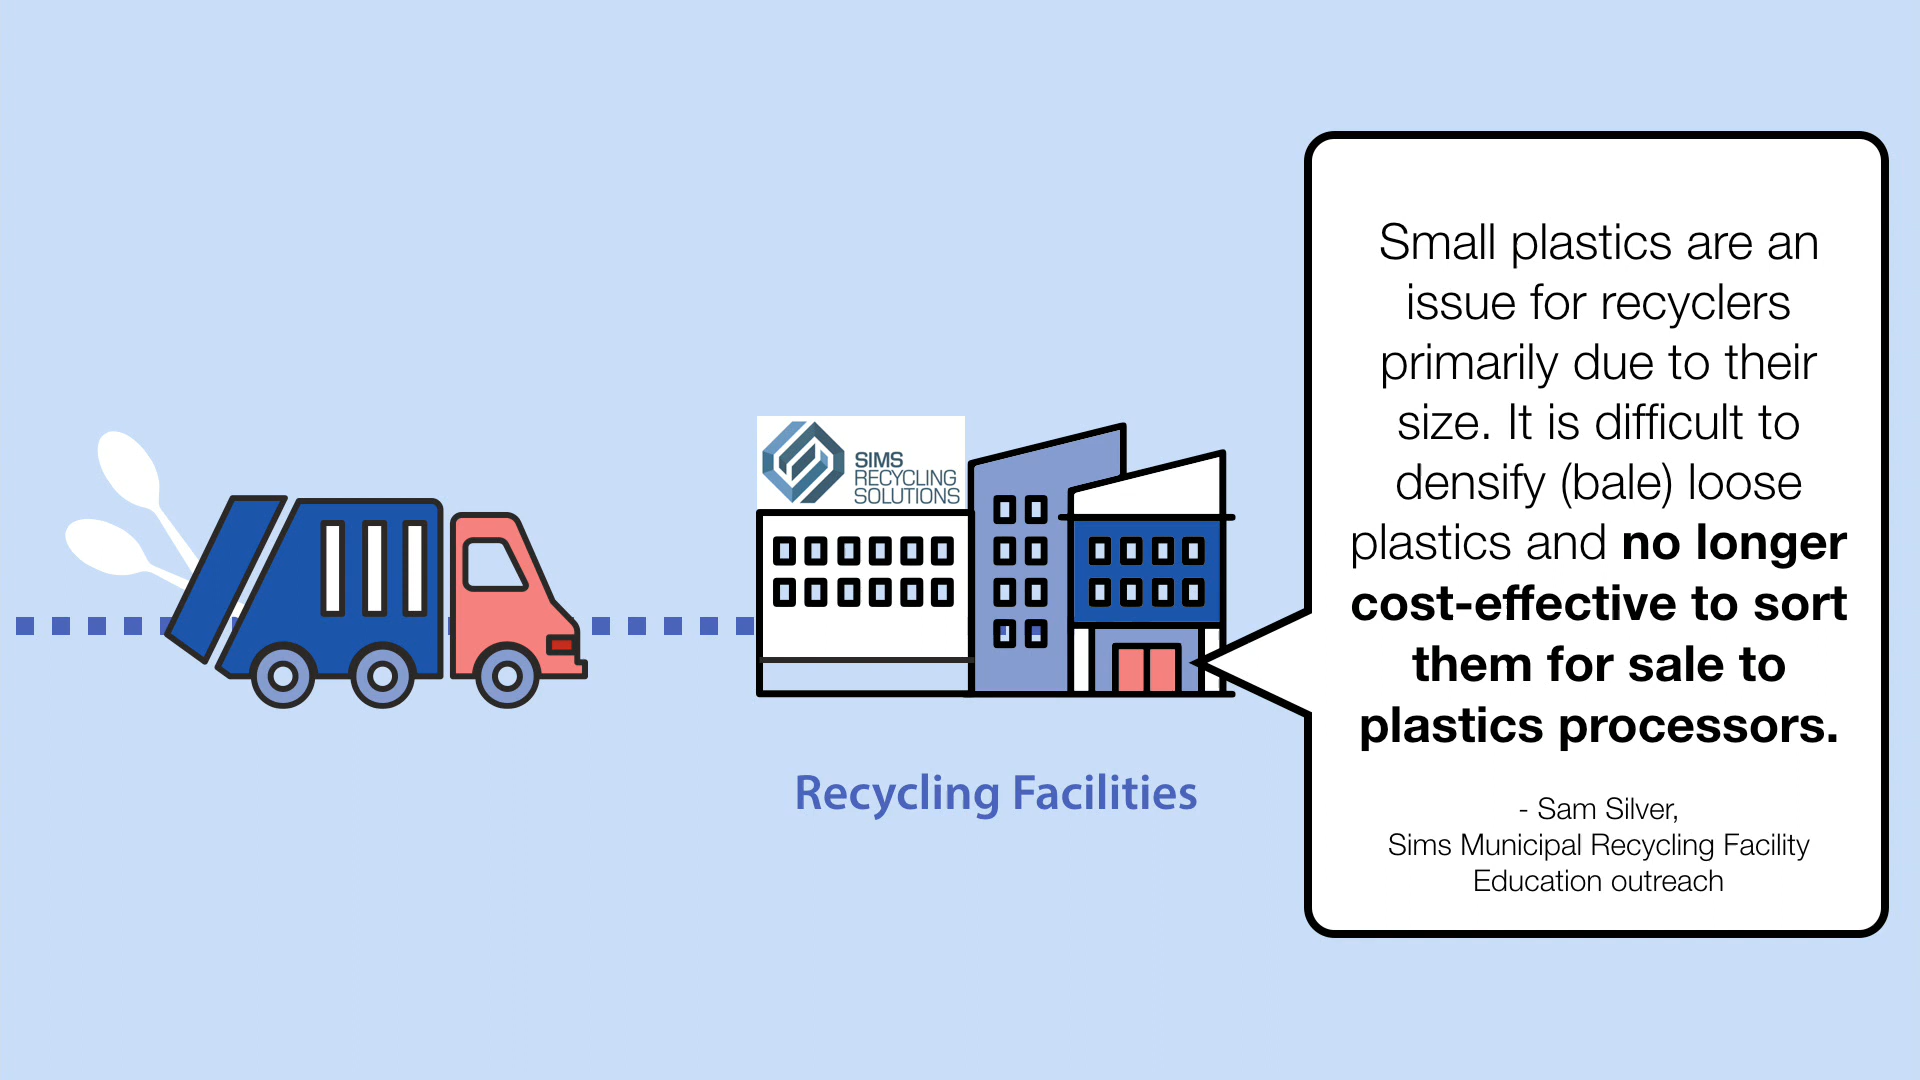 SIMS
RECYCLING
SOLUTIONS
Recycling Facilities
Small plastics are an
issue for recyclers
primarily due to their
size. It is difficult to
densify (bale) loose
plastics and no longer
cost-effective to sort
them for sale to
plastics processors.
- Sam Silver,
Sims Municipal Recycling Facility
Education outreach